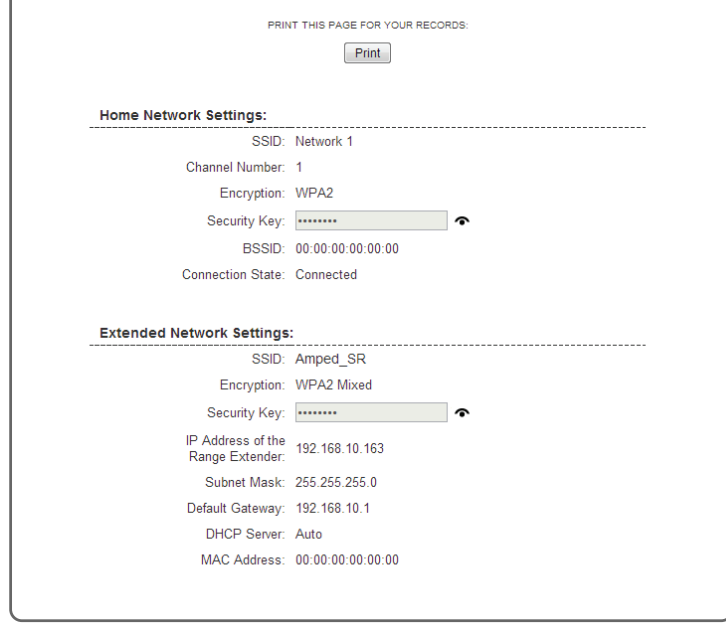 PRINT THIS PAGE FOR YOUR RECORDS:
Print
Home Network Settings:
SSID: Network 1
Channel Number: 1
Encryption: WPA2
Security Key: ••••••••
BSSID: 00:00:00:00:00:00
Connection State: Connected
Extended Network Settings:
SSID: Amped_SR
Encryption: WPA2 Mixed
Security Key: ••••••••
IP Address of the
Range Extender: 192.168.10.163
Subnet Mask: 255.255.255.0
Default Gateway: 192.168.10.1
DHCP Server: Auto
MAC Address: 00:00:00:00:00:00